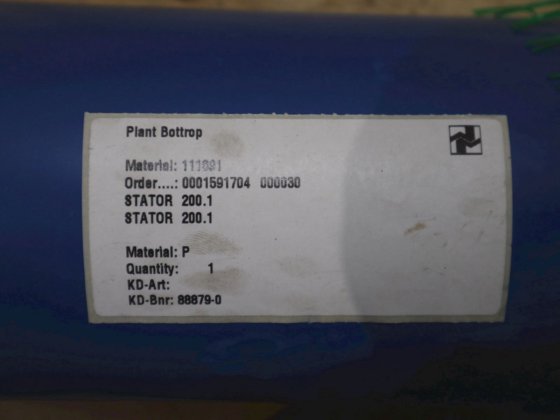 Plant Bottrop
Material:
Order....: 0001591704 000030
STATOR 200.1
STATOR 200.1
Material: P
Quantity: 1
KD-Art:
KD-Bnr: 88879-0